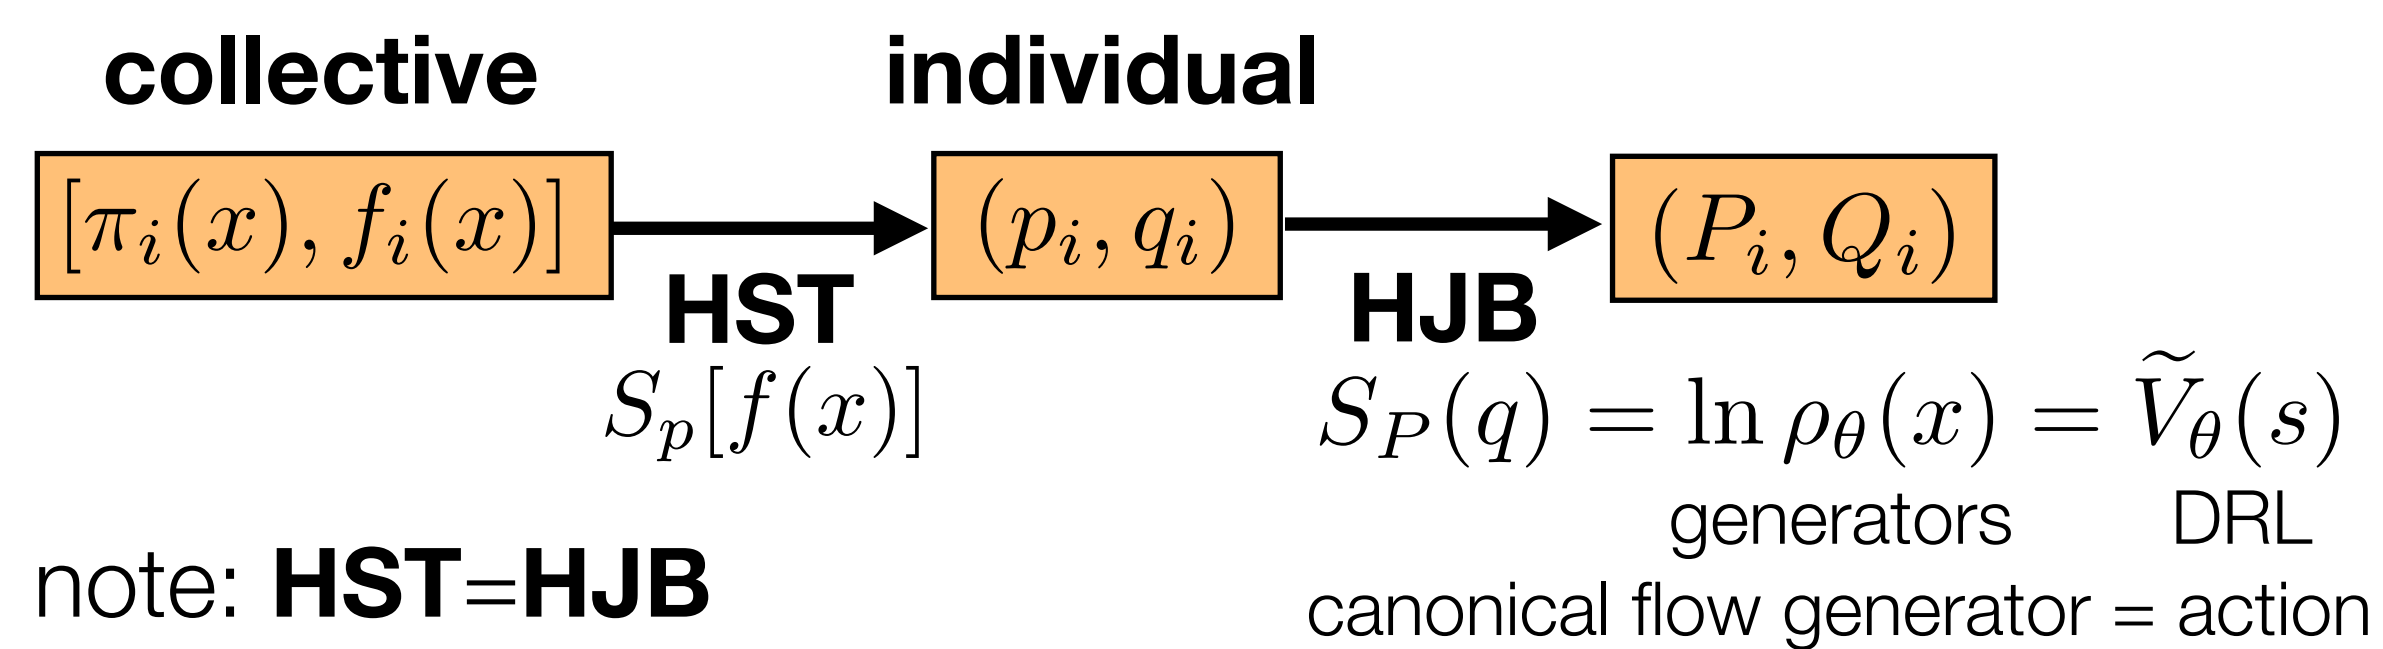 collective individual
[π_i(x), f_i(x)] (p_i, q_i) (P_i, Q_i)
HST HJB
S_p[f(x)] S_P(q) = ln ρ_θ(x) = Ṽ_θ(s)
generators DRL
note: HST=HJB
canonical flow generator = action